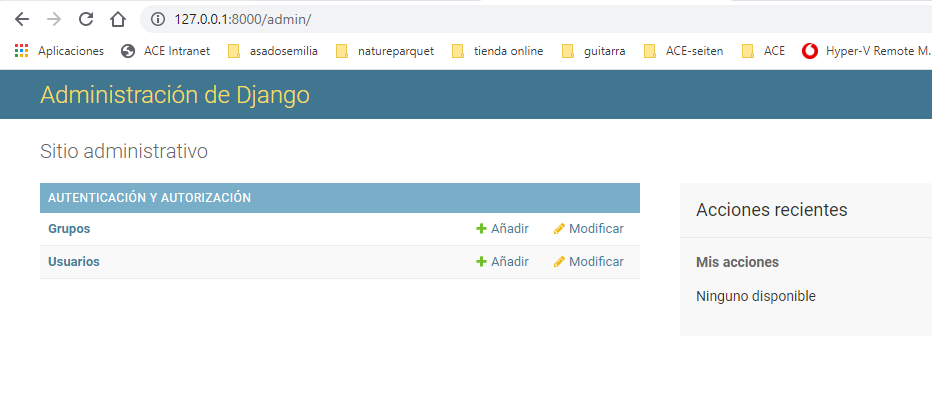 127.0.0.1:8000/admin/
Aplicaciones ACE Intranet asadosemilia natureparquet tienda online guitarra ACE-seiten ACE Hyper-V Remote M...
Administración de Django
Sitio administrativo
AUTENTICACIÓN Y AUTORIZACIÓN
Grupos Añadir Modificar
Usuarios Añadir Modificar
Acciones recientes
Mis acciones
Ninguno disponible